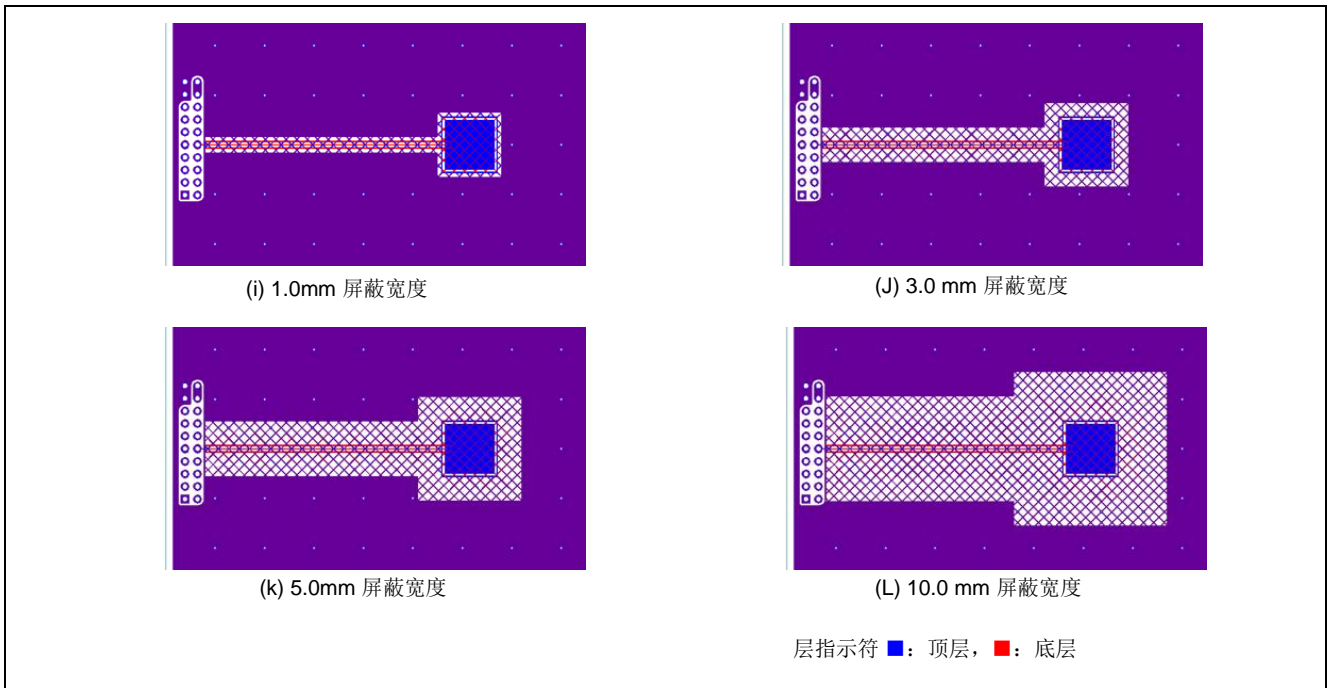 (i) 1.0mm 屏蔽宽度
(J) 3.0 mm 屏蔽宽度
(k) 5.0mm 屏蔽宽度
(L) 10.0 mm 屏蔽宽度
层指示符 ■：顶层，■：底层